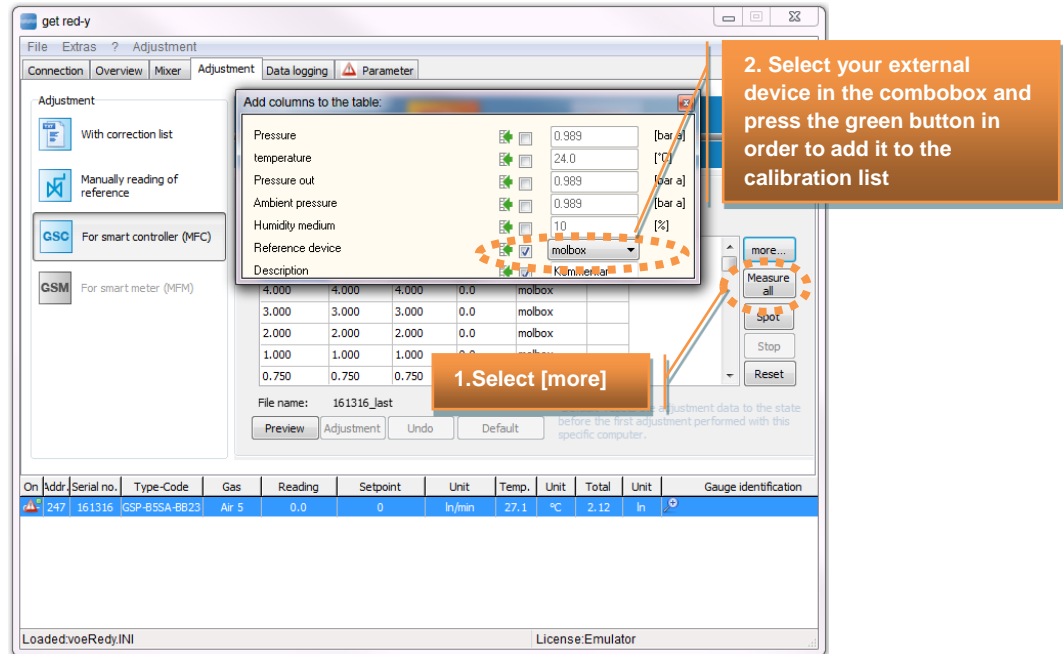 get red-y
File Extras ? Adjustment
Connection Overview Mixer Adjustment Data logging Parameter
Adjustment
With correction list
Manually reading of
reference
GSC For smart controller (MFC)
GSM For smart meter (MFM)
Add columns to the table:
Pressure 0.989 [bar a]
temperature 24.0 [°C]
Pressure out 0.989 [bar a]
Ambient pressure 0.989 [bar a]
Humidity medium 10 [%]
Reference device molbox
Description Kommentar
2. Select your external
device in the combobox and
press the green button in
order to add it to the
calibration list
more...
Measure
all
Spot
Stop
Reset
4.000 4.000 4.000 0.0 molbox
3.000 3.000 3.000 0.0 molbox
2.000 2.000 2.000 0.0 molbox
1.000 1.000 1.000 0.0 molbox
0.750 0.750 0.750
1.Select [more]
File name: 161316_last
Preview Adjustment Undo Default
adjustment data to the state
before the first adjustment performed with this
specific computer.
On Addr. Serial no. Type-Code Gas Reading Setpoint Unit Temp. Unit Total Unit Gauge identification
247 161316 GSP-B5SA-BB23 Air 5 0.0 0 ln/min 27.1 °C 2.12 ln
Loaded:voeRedy.INI License:Emulator